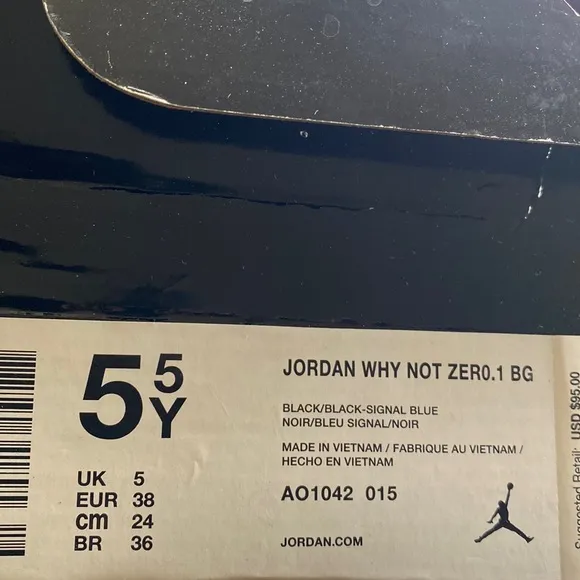 5 5Y
JORDAN WHY NOT ZER0.1 BG
BLACK/BLACK-SIGNAL BLUE
NOIR/BLEU SIGNAL/NOIR
MADE IN VIETNAM / FABRIQUE AU VIETNAM /
HECHO EN VIETNAM
UK 5
EUR 38
cm 24
BR 36
AO1042 015
JORDAN.COM
Suggested Retail: USD $95.00